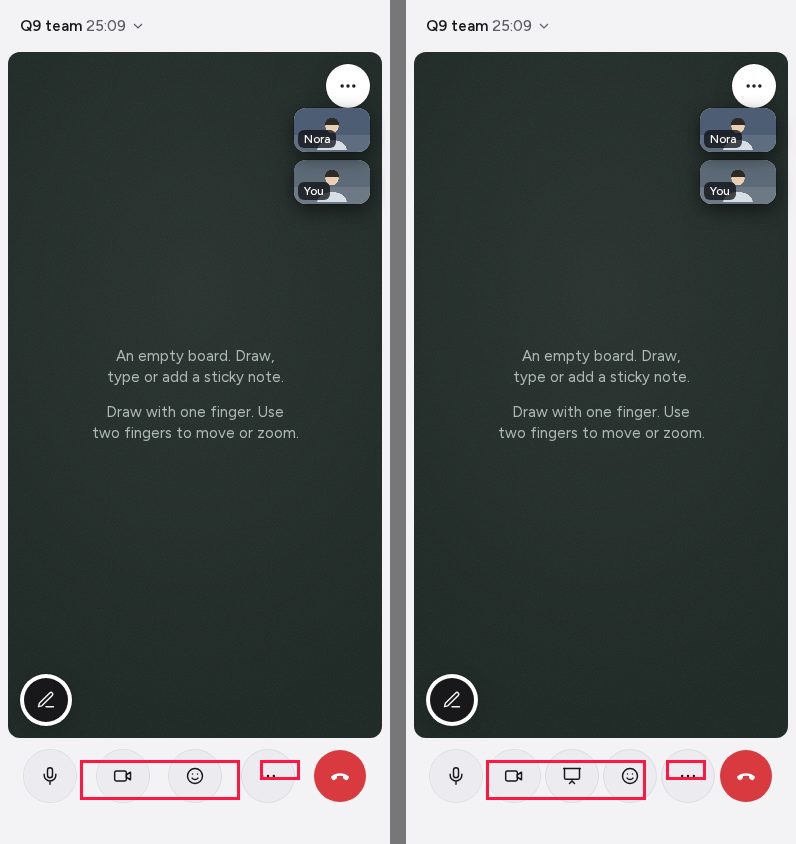 Q9 team 25:09
Nora
You
An empty board. Draw,
type or add a sticky note.
Draw with one finger. Use
two fingers to move or zoom.
Q9 team 25:09
Nora
You
An empty board. Draw,
type or add a sticky note.
Draw with one finger. Use
two fingers to move or zoom.